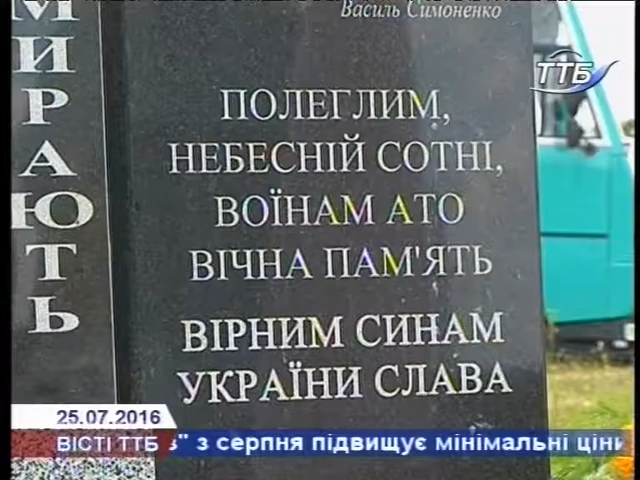 МИРАЮТЬ
Василь Симоненко
ТТБ
ПОЛЕГЛИМ,
НЕБЕСНІЙ СОТНІ,
ВОЇНАМ АТО
ВІЧНА ПАМ'ЯТЬ
ВІРНИМ СИНАМ
УКРАЇНИ СЛАВА
25.07.2016
ВІСТІ ТТБ
з" з серпня підвищує мінімальні ціни